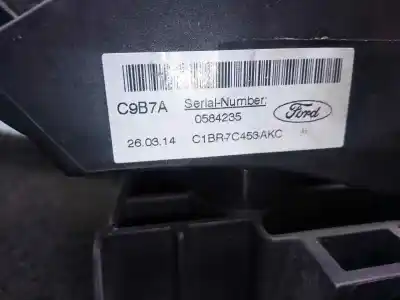 C9B7A Serial-Number:
0584235
Ford
26.03.14 C1BR-7C453-AKC